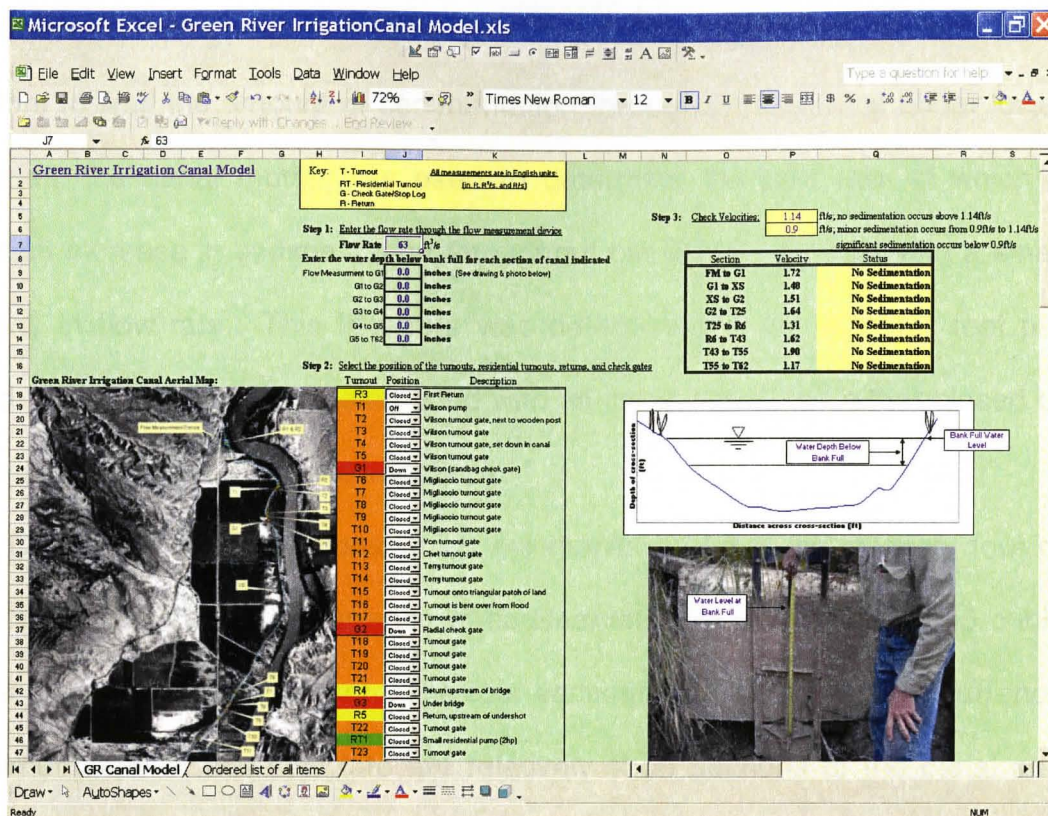 Microsoft Excel - Green River IrrigationCanal Model.xls
File Edit View Insert Format Tools Data Window Help
Type a question for help
72% Times New Roman 12 B I U $ % ,
Reply with Changes... End Review...
J7 fx 63
A B C D E F G H I J K L M N O P Q R S
Green River Irrigation Canal Model
Key: T - Turnout
RT - Residential Turnout
G - Check Gate/Stop Log
R - Return
All measurements are in English units:
(in, ft, ft³/s, and ft/s)
Step 1: Enter the flow rate through the flow measurement device
Flow Rate 63 ft³/s
Enter the water depth below bank full for each section of canal indicated
Flow Measurment to G1 0.0 inches (See drawing & photo below)
G1 to G2 0.0 inches
G2 to G3 0.0 inches
G3 to G4 0.0 inches
G4 to G5 0.0 inches
G5 to T62 0.0 inches
Step 3: Check Velocities: 1.14 ft/s; no sedimentation occurs above 1.14ft/s
0.9 ft/s; minor sedimentation occurs from 0.9ft/s to 1.14ft/s
significant sedimentation occurs below 0.9ft/s
Section Velocity Status
FM to G1 1.72 No Sedimentation
G1 to XS 1.48 No Sedimentation
XS to G2 1.51 No Sedimentation
G2 to T25 1.64 No Sedimentation
T25 to R6 1.31 No Sedimentation
R6 to T43 1.62 No Sedimentation
T43 to T55 1.90 No Sedimentation
T55 to T62 1.17 No Sedimentation
Step 2: Select the position of the turnouts, residential turnouts, returns, and check gates
Green River Irrigation Canal Aerial Map:
Turnout Position Description
R3 Closed First Return
T1 Off Wilson pump
T2 Closed Wilson turnout gate, next to wooden post
T3 Closed Wilson turnout gate
T4 Closed Wilson turnout gate, set down in canal
T5 Closed Wilson turnout gate
G1 Down Wilson (sandbag check gate)
T6 Closed Migliaccio turnout gate
T7 Closed Migliaccio turnout gate
T8 Closed Migliaccio turnout gate
T9 Closed Migliaccio turnout gate
T10 Closed Migliaccio turnout gate
T11 Closed Von turnout gate
T12 Closed Chet turnout gate
T13 Closed Terry turnout gate
T14 Closed Terry turnout gate
T15 Closed Turnout onto triangular patch of land
T16 Closed Turnout is bent over from flood
T17 Closed Turnout gate
G2 Down Radial check gate
T18 Closed Turnout gate
T19 Closed Turnout gate
T20 Closed Turnout gate
T21 Closed Turnout gate
R4 Closed Return upstream of bridge
G3 Down Under bridge
R5 Closed Return, upstream of undershot
T22 Closed Turnout gate
RT1 Closed Small residential pump (2hp)
T23 Closed Turnout gate
Depth of cross-section (ft)
Water Depth Below Bank Full
Bank Full Water Level
Distance across cross-section (ft)
Water Level at Bank Full
GR Canal Model Ordered list of all items
Draw AutoShapes
Ready NUM